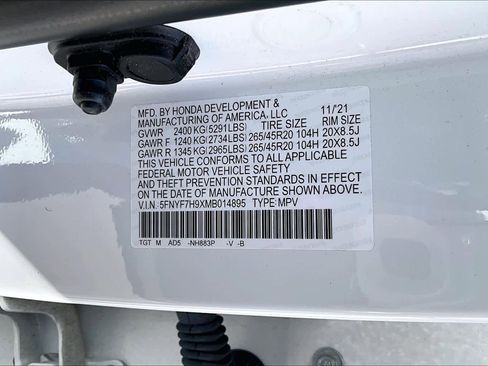 MFD. BY HONDA DEVELOPMENT & 11/21
MANUFACTURING OF AMERICA, LLC
GVWR 2400 KG(5291LBS) TIRE SIZE RIM SIZE
GAWR F 1240 KG(2734LBS) 265/45R20 104H 20X8.5J
GAWR R 1345 KG(2965LBS) 265/45R20 104H 20X8.5J
THIS VEHICLE CONFORMS TO ALL APPLICABLE
FEDERAL MOTOR VEHICLE SAFETY
AND THEFT PREVENTION STANDARDS IN EFFECT
ON THE DATE OF MANUFACTURE SHOWN ABOVE.
V.I.N. 5FNYF7H9XMB014895 TYPE: MPV
TGT M AD5 -NH883P -V -B